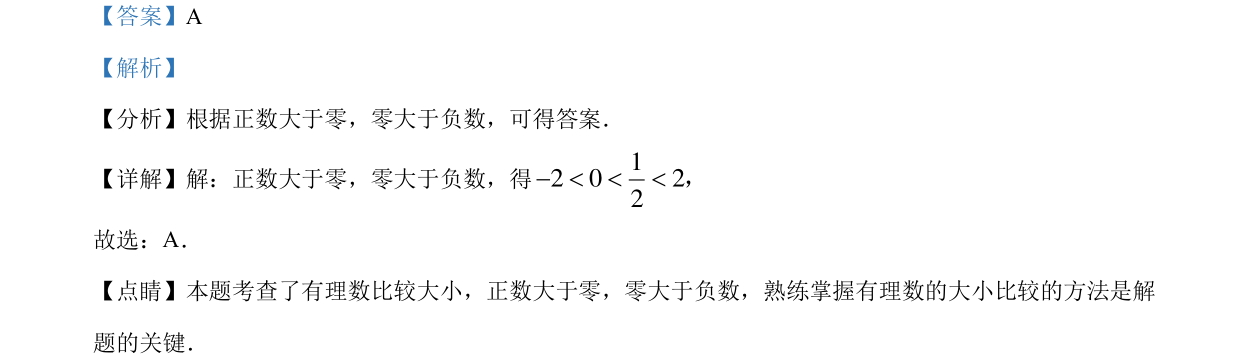 【答案】A
【解析】
【分析】根据正数大于零，零大于负数，可得答案．
【详解】解：正数大于零，零大于负数，得 −2 < 0 < 1/2 < 2，
故选：A．
【点睛】本题考查了有理数比较大小，正数大于零，零大于负数，熟练掌握有理数的大小比较的方法是解
题的关键．